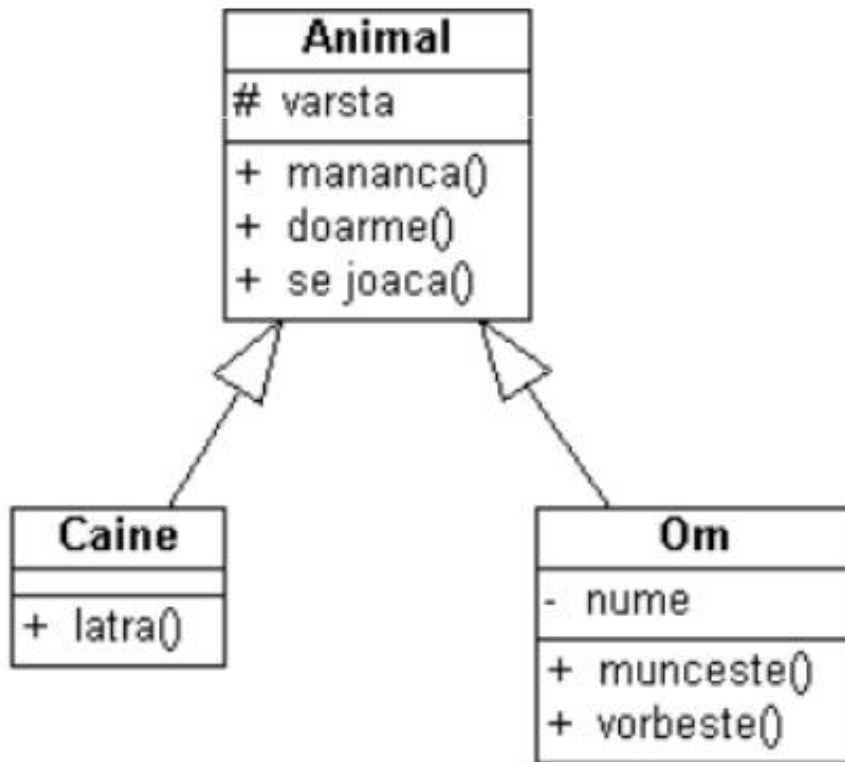 Animal
# varsta
+ mananca()
+ doarme()
+ se joaca()
Caine
+ latra()
Om
- nume
+ munceste()
+ vorbeste()